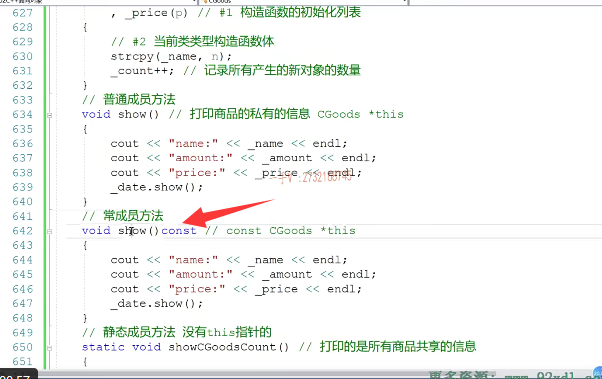 627 , _price(p) // #1 构造函数的初始化列表
628 {
629 // #2 当前类类型构造函数体
630 strcpy(_name, n);
631 _count++; // 记录所有产生的新对象的数量
632 }
633 // 普通成员方法
634 void show() // 打印商品的私有的信息 CGoods *this
635 {
636 cout << "name:" << _name << endl;
637 cout << "amount:" << _amount << endl;
638 cout << "price:" << _price << endl;
639 _date.show();
640 }
641 // 常成员方法
642 void show()const // const CGoods *this
643 {
644 cout << "name:" << _name << endl;
645 cout << "amount:" << _amount << endl;
646 cout << "price:" << _price << endl;
647 _date.show();
648 }
649 // 静态成员方法 没有this指针的
650 static void showCGoodsCount() // 打印的是所有商品共享的信息
651 {